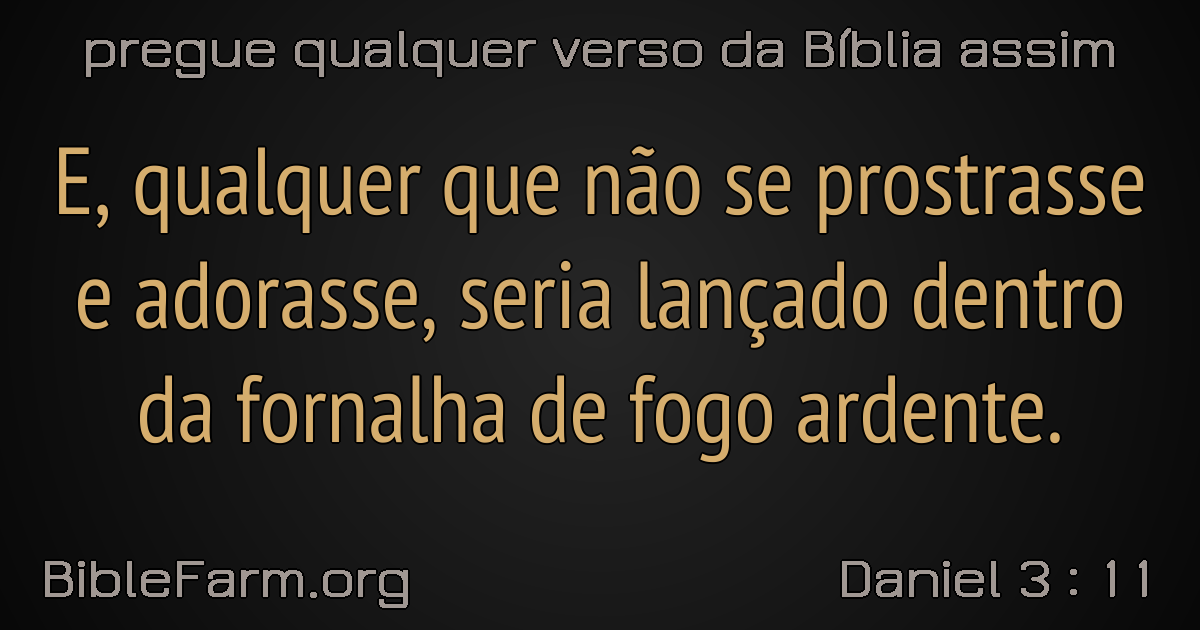 pregue qualquer verso da Bíblia assim
E, qualquer que não se prostrasse
e adorasse, seria lançado dentro
da fornalha de fogo ardente.
BibleFarm.org
Daniel 3 : 11